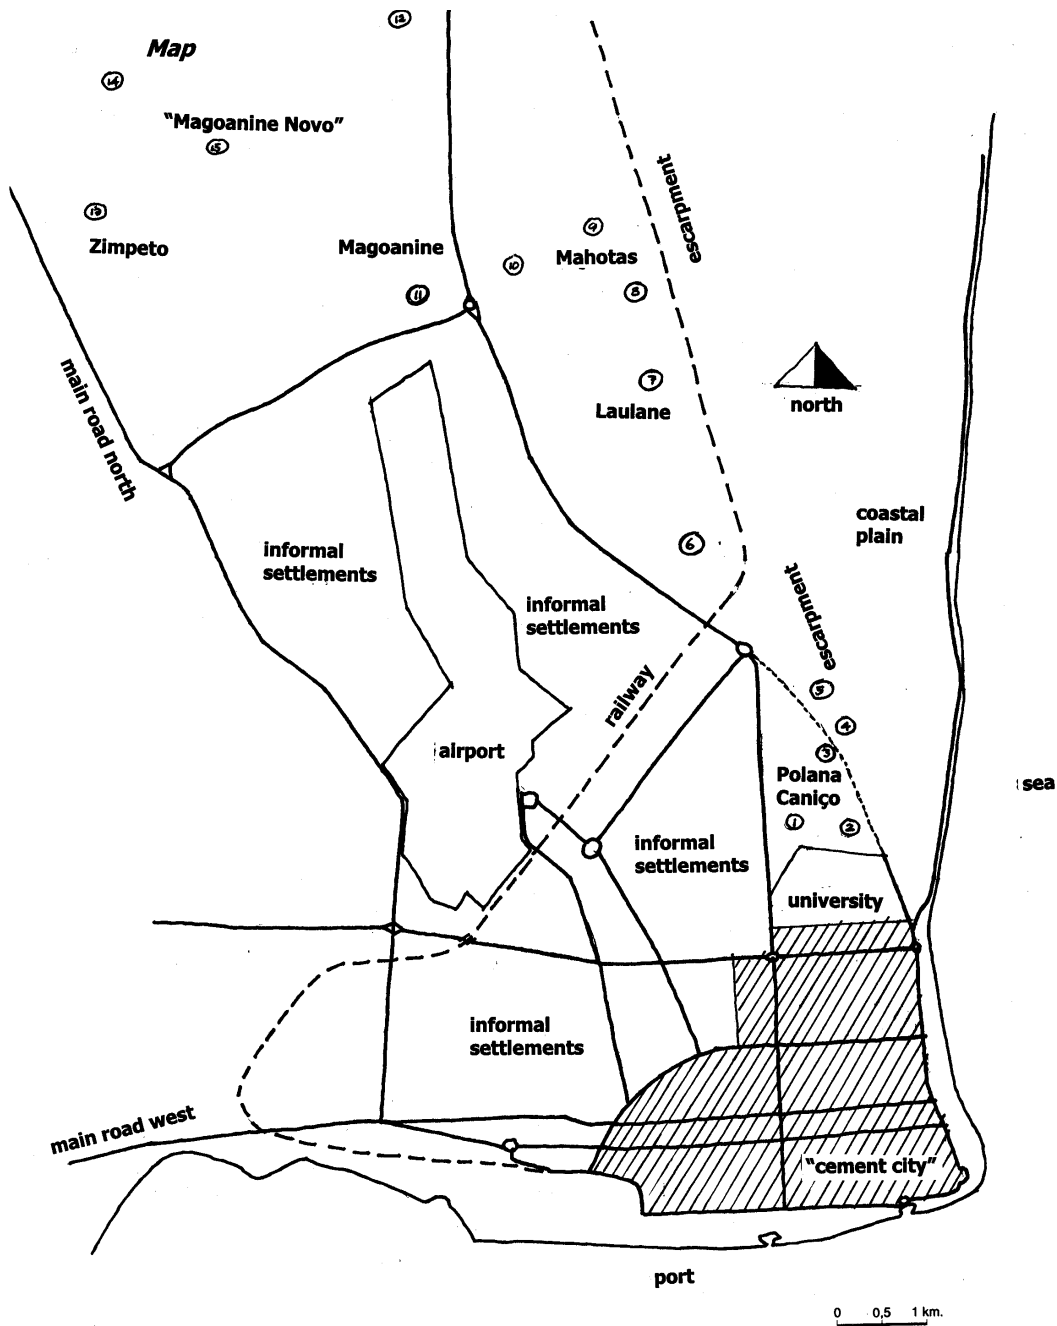 ⑫
Map
⑭
"Magoanine Novo"
⑮
⑬
Zimpeto
Magoanine
⑨
Mahotas
⑩
⑪
⑧
escarpment
⑦
Laulane
north
main road north
coastal
plain
⑥
informal
settlements
informal
settlements
escarpment
⑤
④
③
railway
airport
Polana
Caniço
sea
①
②
informal
settlements
university
informal
settlements
main road west
"cement city"
port
0 0,5 1 km.